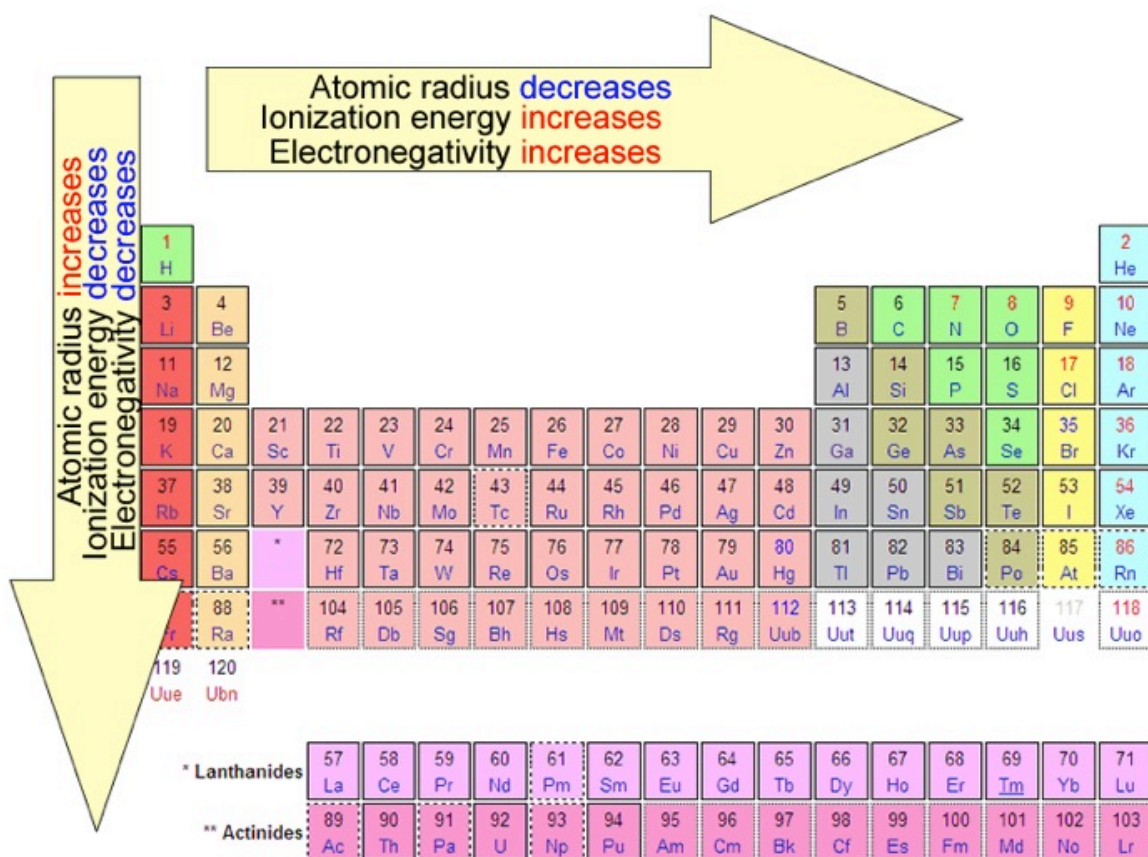 Atomic radius decreases
Ionization energy increases
Electronegativity increases
Atomic radius increases
Ionization energy decreases
Electronegativity decreases
1 2
H He
3 4 5 6 7 8 9 10
Li Be B C N O F Ne
11 12 13 14 15 16 17 18
Na Mg Al Si P S Cl Ar
19 20 21 22 23 24 25 26 27 28 29 30 31 32 33 34 35 36
K Ca Sc Ti V Cr Mn Fe Co Ni Cu Zn Ga Ge As Se Br Kr
37 38 39 40 41 42 43 44 45 46 47 48 49 50 51 52 53 54
Rb Sr Y Zr Nb Mo Tc Ru Rh Pd Ag Cd In Sn Sb Te I Xe
55 56 * 72 73 74 75 76 77 78 79 80 81 82 83 84 85 86
Cs Ba Hf Ta W Re Os Ir Pt Au Hg Tl Pb Bi Po At Rn
88 ** 104 105 106 107 108 109 110 111 112 113 114 115 116 117 118
Ra Rf Db Sg Bh Hs Mt Ds Rg Uub Uut Uuq Uup Uuh Uus Uuo
119 120
Uue Ubn
* Lanthanides
57 58 59 60 61 62 63 64 65 66 67 68 69 70 71
La Ce Pr Nd Pm Sm Eu Gd Tb Dy Ho Er Tm Yb Lu
** Actinides
89 90 91 92 93 94 95 96 97 98 99 100 101 102 103
Ac Th Pa U Np Pu Am Cm Bk Cf Es Fm Md No Lr